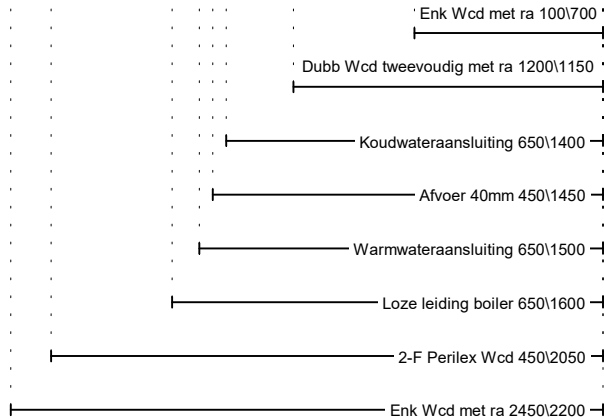 Enk Wcd met ra 100\700
Dubb Wcd tweevoudig met ra 1200\1150
Koudwateraansluiting 650\1400
Afvoer 40mm 450\1450
Warmwateraansluiting 650\1500
Loze leiding boiler 650\1600
2-F Perilex Wcd 450\2050
Enk Wcd met ra 2450\2200